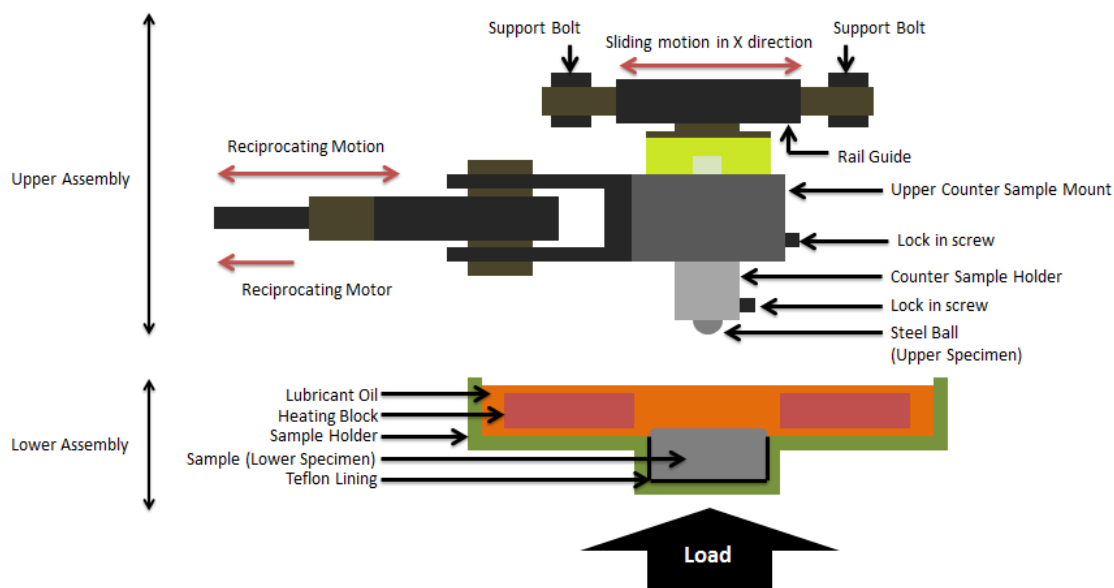 Support Bolt
Sliding motion in X direction
Support Bolt
Reciprocating Motion
Rail Guide
Upper Assembly
Upper Counter Sample Mount
Lock in screw
Counter Sample Holder
Reciprocating Motor
Lock in screw
Steel Ball
(Upper Specimen)
Lubricant Oil
Heating Block
Sample Holder
Lower Assembly
Sample (Lower Specimen)
Teflon Lining
Load